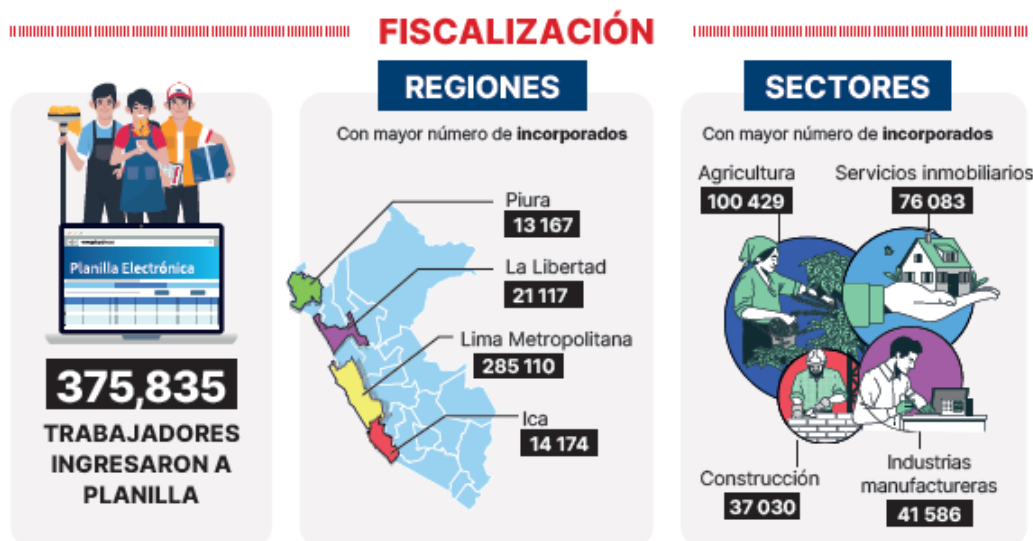 FISCALIZACIÓN
Planilla Electrónica
375,835
TRABAJADORES
INGRESARON A
PLANILLA
REGIONES
Con mayor número de incorporados
Piura
13 167
La Libertad
21 117
Lima Metropolitana
285 110
Ica
14 174
SECTORES
Con mayor número de incorporados
Agricultura
100 429
Servicios inmobiliarios
76 083
Construcción
37 030
Industrias
manufactureras
41 586